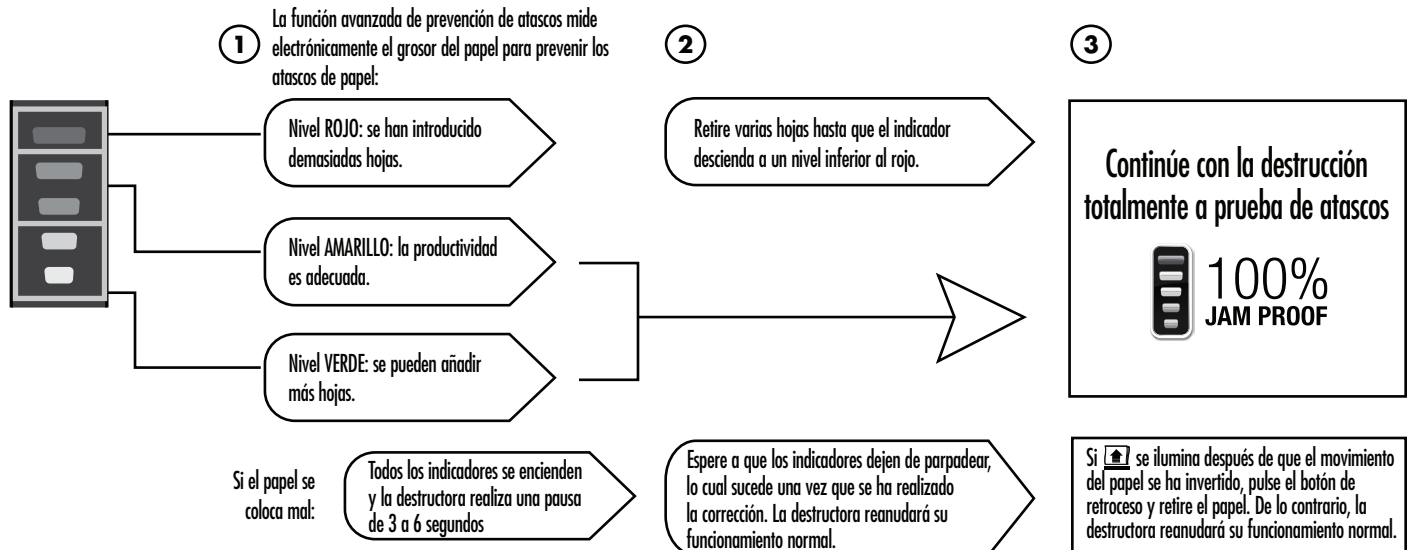 1
La función avanzada de prevención de atascos mide
electrónicamente el grosor del papel para prevenir los
atascos de papel:
2
3
Nivel ROJO: se han introducido
demasiadas hojas.
Retire varias hojas hasta que el indicador
descienda a un nivel inferior al rojo.
Continúe con la destrucción
totalmente a prueba de atascos
100%
JAM PROOF
Nivel AMARILLO: la productividad
es adecuada.
Nivel VERDE: se pueden añadir
más hojas.
Si el papel se
coloca mal:
Todos los indicadores se encienden
y la destructora realiza una pausa
de 3 a 6 segundos
Espere a que los indicadores dejen de parpadear,
lo cual sucede una vez que se ha realizado
la corrección. La destructora reanudará su
funcionamiento normal.
Si se ilumina después de que el movimiento
del papel se ha invertido, pulse el botón de
retroceso y retire el papel. De lo contrario, la
destructora reanudará su funcionamiento normal.